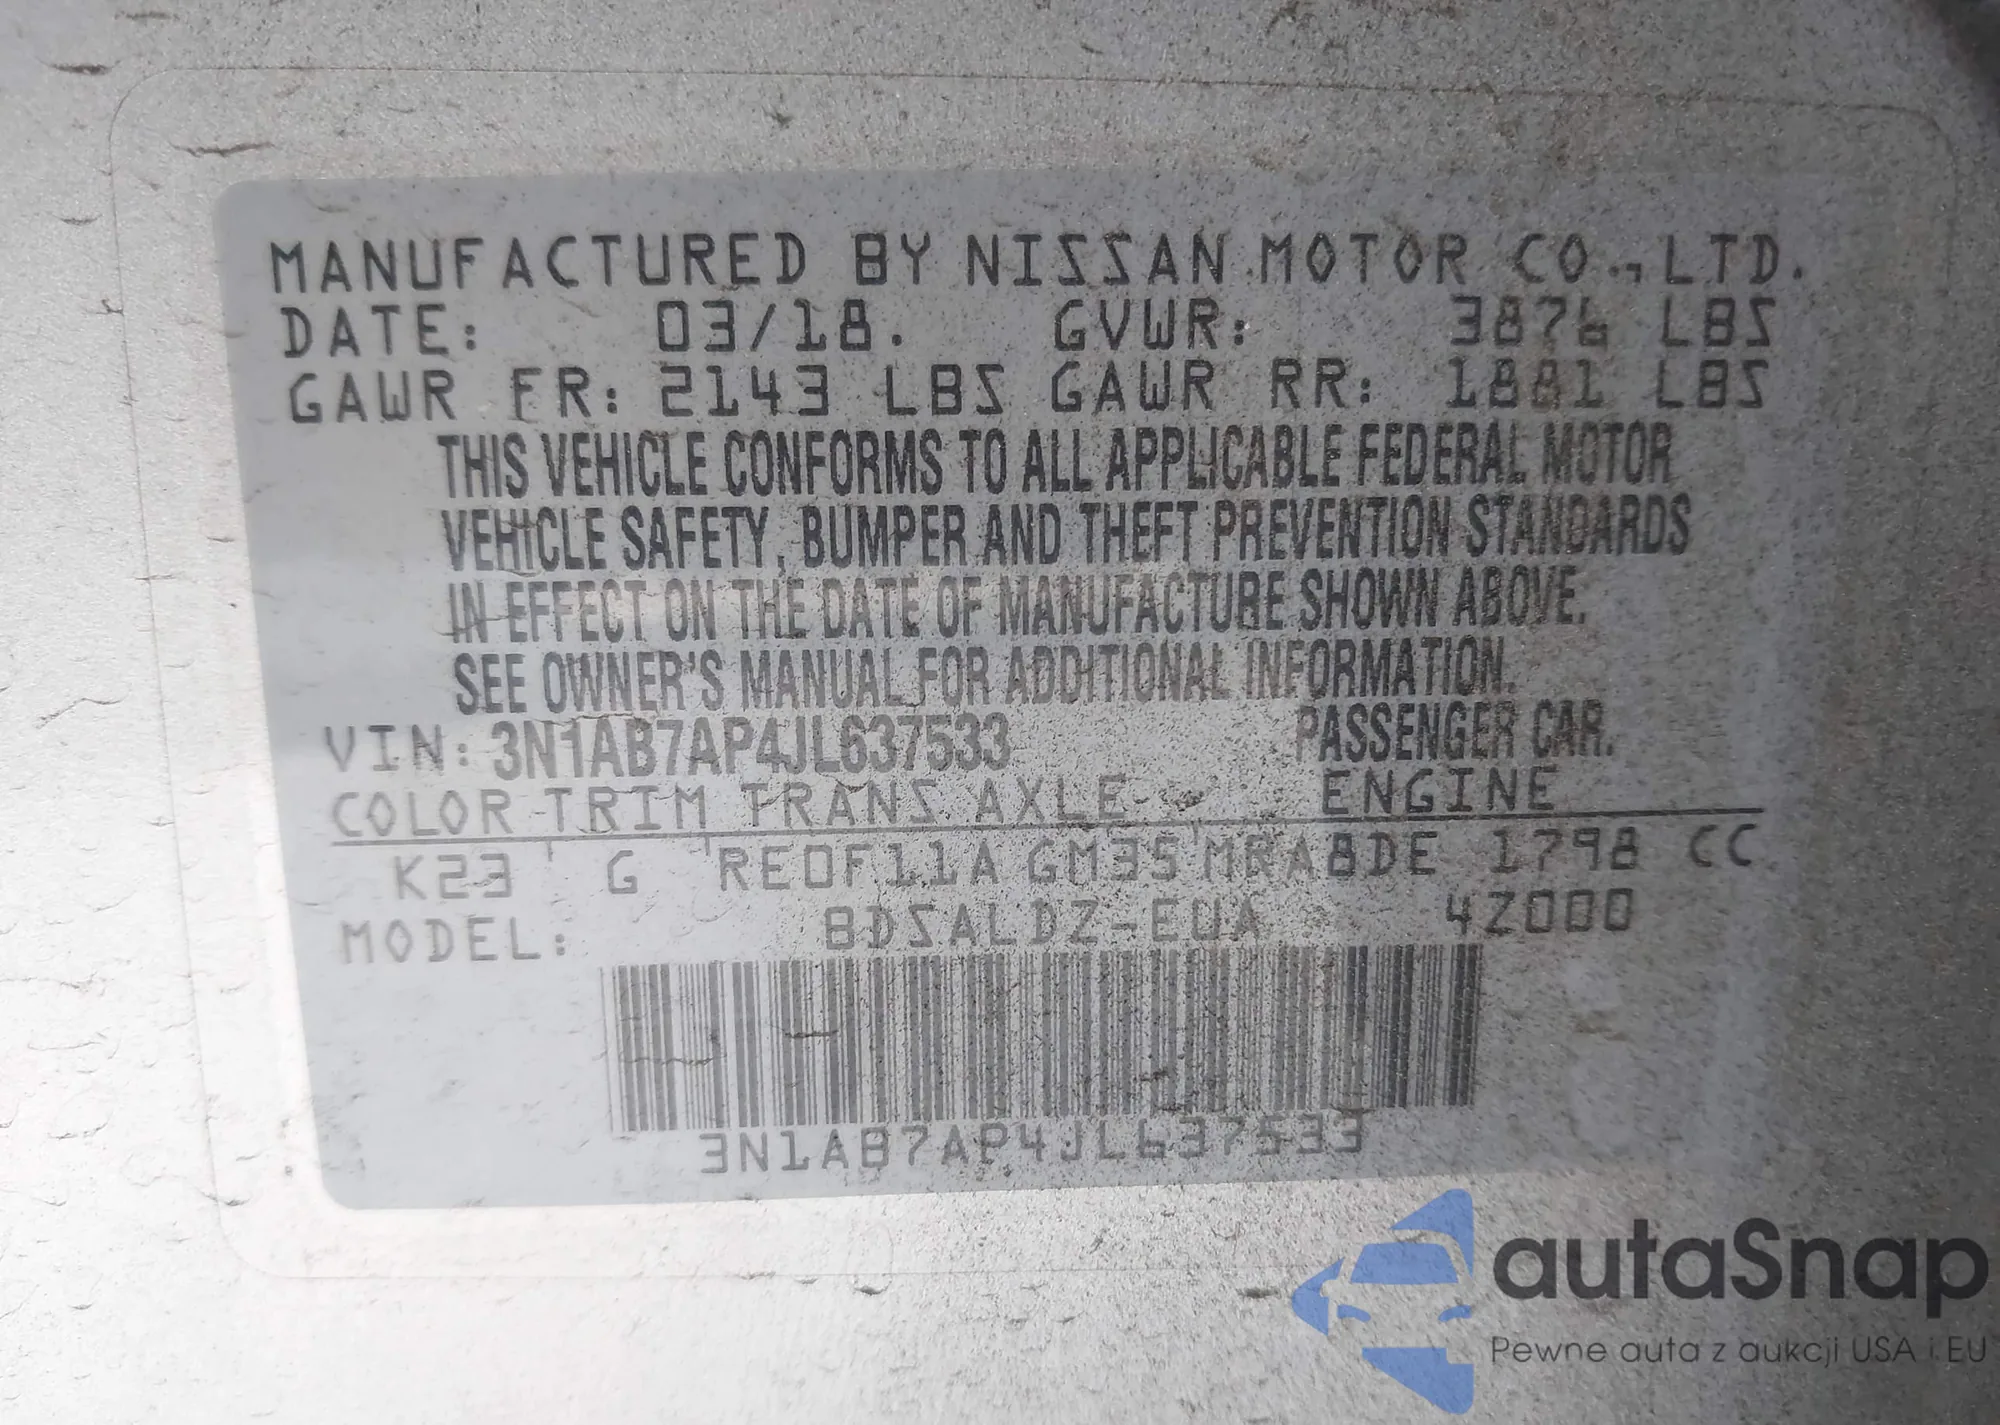 MANUFACTURED BY NISSAN MOTOR CO., LTD.
DATE: 03/18. GVWR: 3876 LBS
GAWR FR: 2143 LBS GAWR RR: 1881 LBS
THIS VEHICLE CONFORMS TO ALL APPLICABLE FEDERAL MOTOR
VEHICLE SAFETY, BUMPER AND THEFT PREVENTION STANDARDS
IN EFFECT ON THE DATE OF MANUFACTURE SHOWN ABOVE.
SEE OWNER'S MANUAL FOR ADDITIONAL INFORMATION.
VIN: 3N1AB7AP4JL637533 PASSENGER CAR.
COLOR TRIM TRANS AXLE ENGINE
K23 G RE0F11A GM35 MRA8DE 1798 CC
MODEL: BDSALDZ-EUA 4Z000
3N1AB7AP4JL637533
autaSnap
Pewne auta z aukcji USA i EU